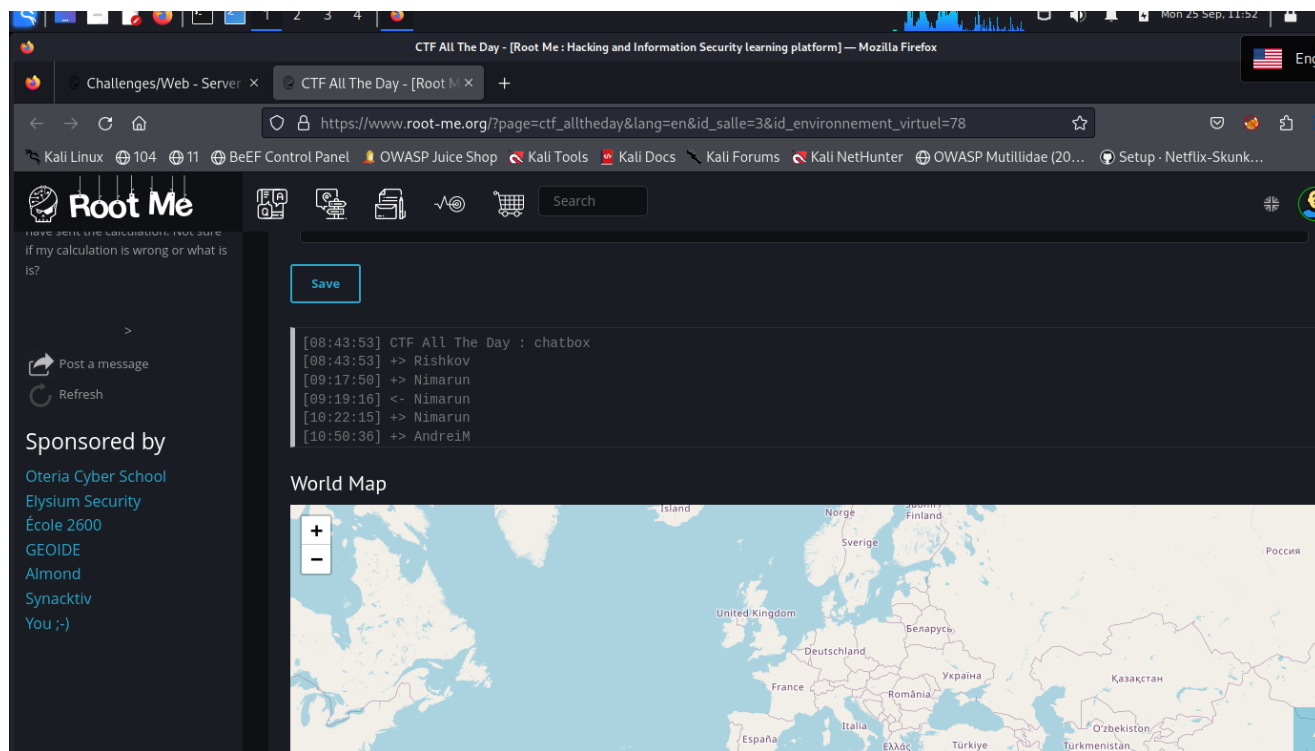 1 2 3 4
Mon 25 Sep, 11:52
CTF All The Day - [Root Me : Hacking and Information Security learning platform] — Mozilla Firefox
Eng
Challenges/Web - Server ×
CTF All The Day - [Root M ×
+
https://www.root-me.org/?page=ctf_alltheday&lang=en&id_salle=3&id_environnement_virtuel=78
Kali Linux 104 11 BeEF Control Panel OWASP Juice Shop Kali Tools Kali Docs Kali Forums Kali NetHunter OWASP Mutillidae (20... Setup · Netflix-Skunk...
Root Me
Search
have sent the calculation. Not sure
if my calculation is wrong or what is
is?
>
Post a message
Refresh
Sponsored by
Oteria Cyber School
Elysium Security
École 2600
GEOIDE
Almond
Synacktiv
You ;-)
Save
[08:43:53] CTF All The Day : chatbox
[08:43:53] +> Rishkov
[09:17:50] +> Nimarun
[09:19:16] <- Nimarun
[10:22:15] +> Nimarun
[10:50:36] +> AndreiM
World Map
+
−
Ísland
Norge
Suomi /
Finland
Sverige
Россия
United Kingdom
Беларусь
Deutschland
Україна
Қазақстан
France
România
Italia
O'zbekiston
España
Ελλάς
Türkiye
Türkmenistan